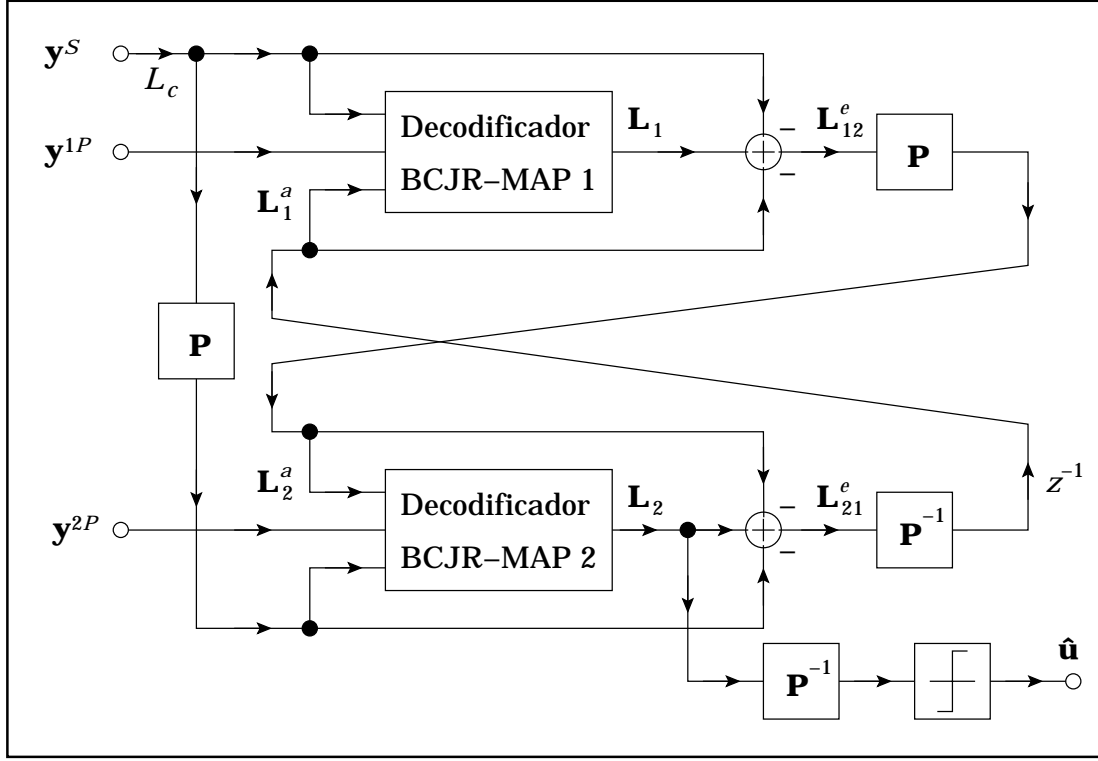 y^S
L_c
y^{1P}
Decodificador
BCJR−MAP 1
L_1
−
−
L^e_{12}
P
L^a_1
P
L^a_2
y^{2P}
Decodificador
BCJR−MAP 2
L_2
−
−
L^e_{21}
P^{−1}
z^{−1}
P^{−1}
û